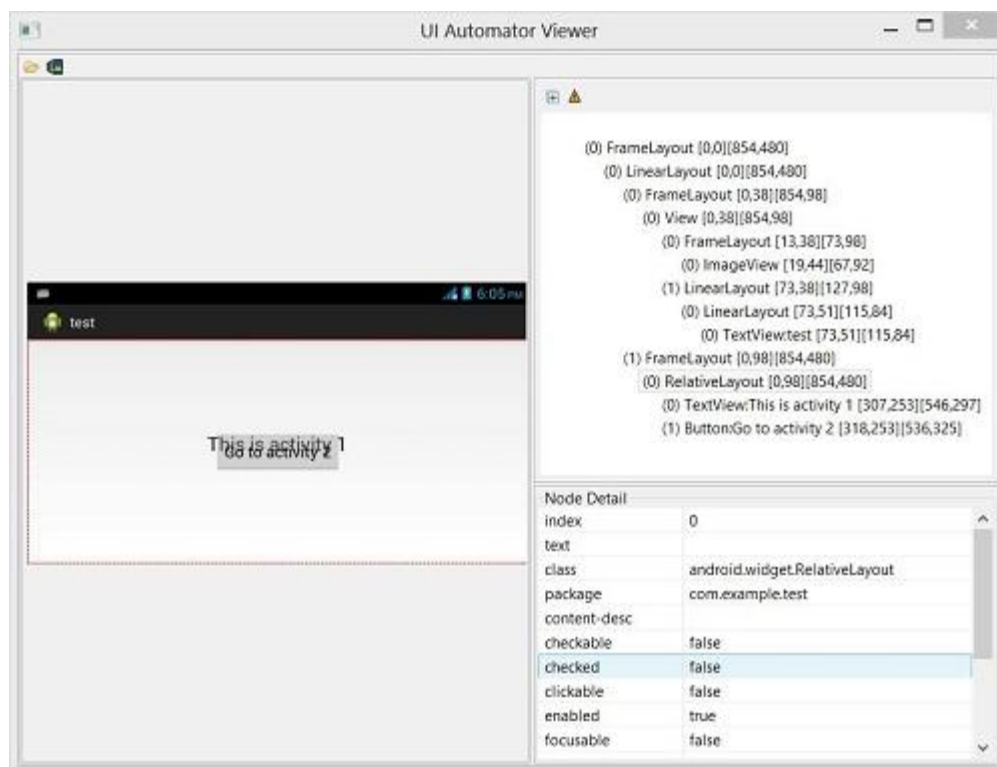 UI Automator Viewer
6:05 PM
test
This is activity 1
Go to activity 2
(0) FrameLayout [0,0][854,480]
(0) LinearLayout [0,0][854,480]
(0) FrameLayout [0,38][854,98]
(0) View [0,38][854,98]
(0) FrameLayout [13,38][73,98]
(0) ImageView [19,44][67,92]
(1) LinearLayout [73,38][127,98]
(0) LinearLayout [73,51][115,84]
(0) TextView:test [73,51][115,84]
(1) FrameLayout [0,98][854,480]
(0) RelativeLayout [0,98][854,480]
(0) TextView:This is activity 1 [307,253][546,297]
(1) Button:Go to activity 2 [318,253][536,325]
Node Detail
index 0
text
class android.widget.RelativeLayout
package com.example.test
content-desc
checkable false
checked false
clickable false
enabled true
focusable false